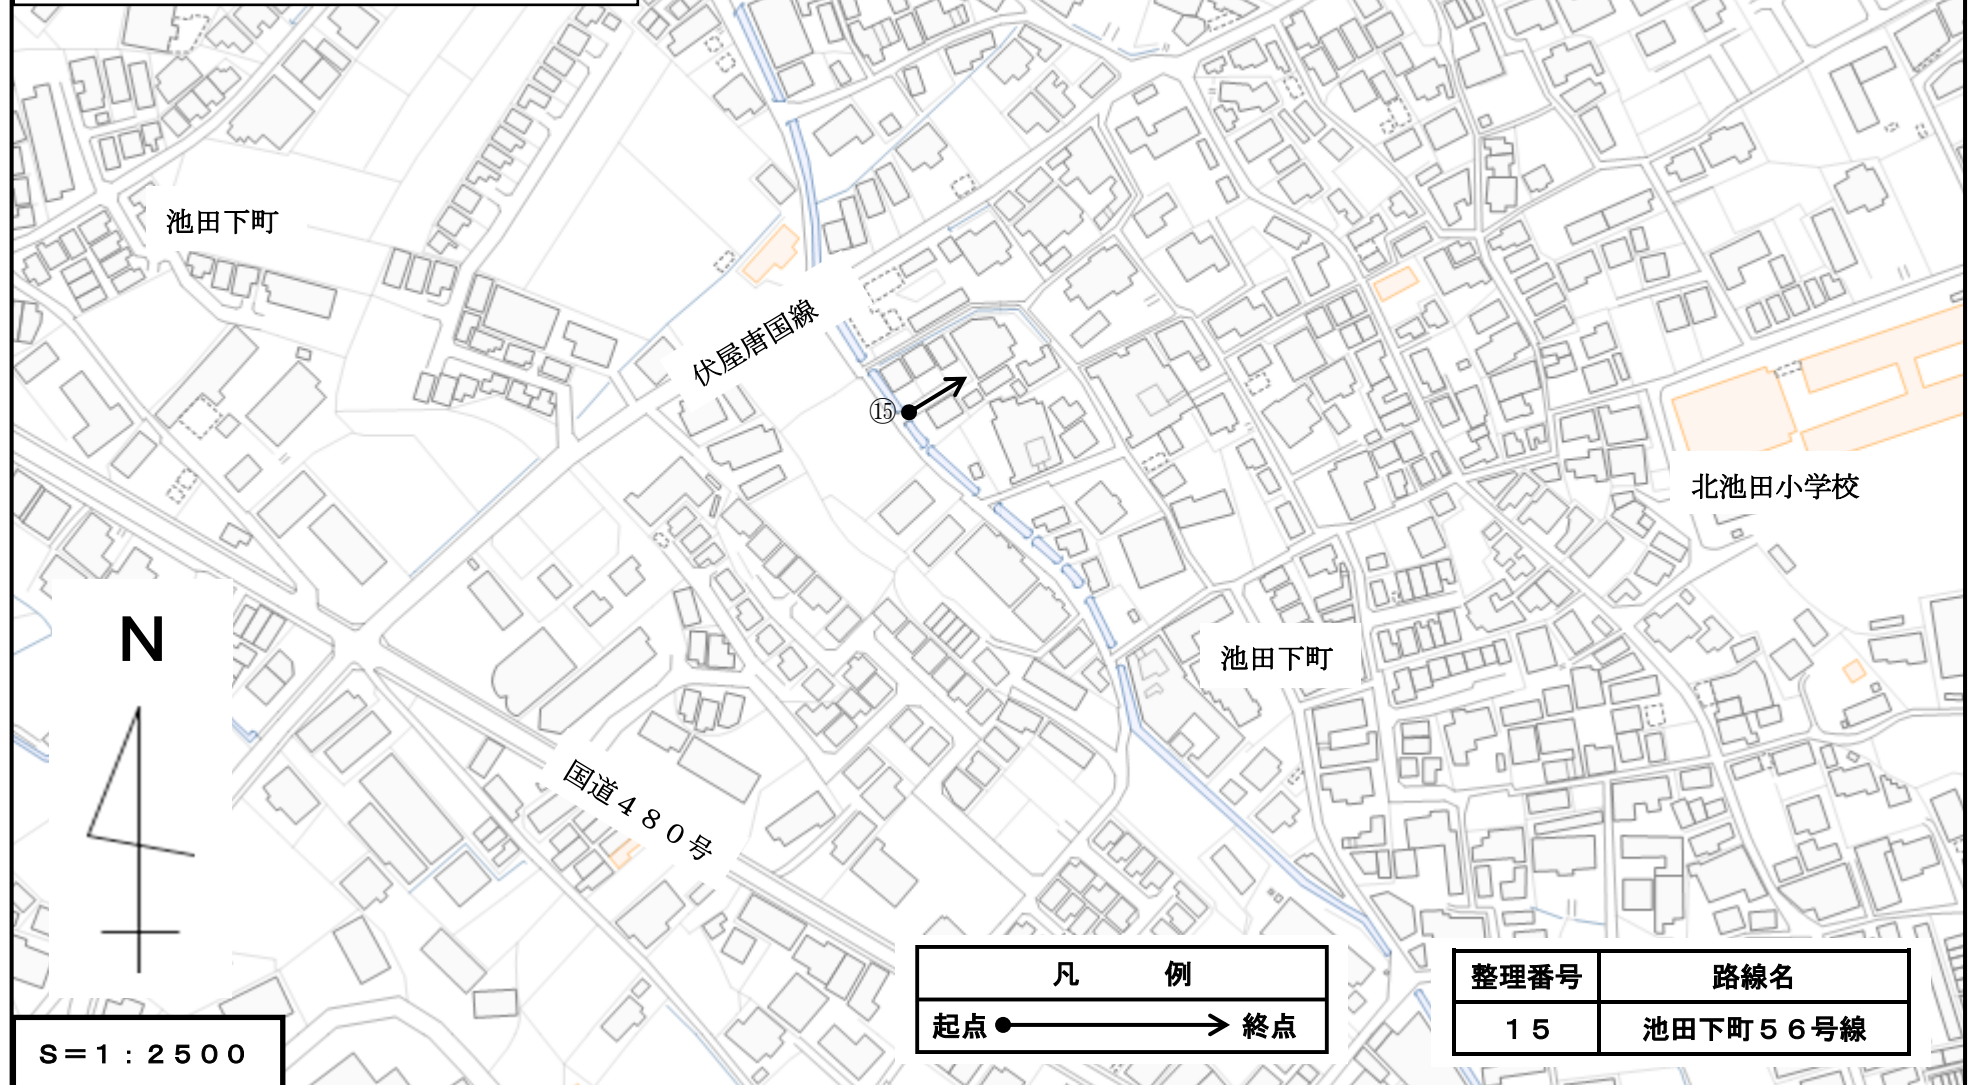 池田下町
伏屋唐国線
⑮
北池田小学校
N
池田下町
国道４８０号
凡　例
起点　終点
整理番号　路線名
１５　池田下町５６号線
Ｓ＝１：２５００